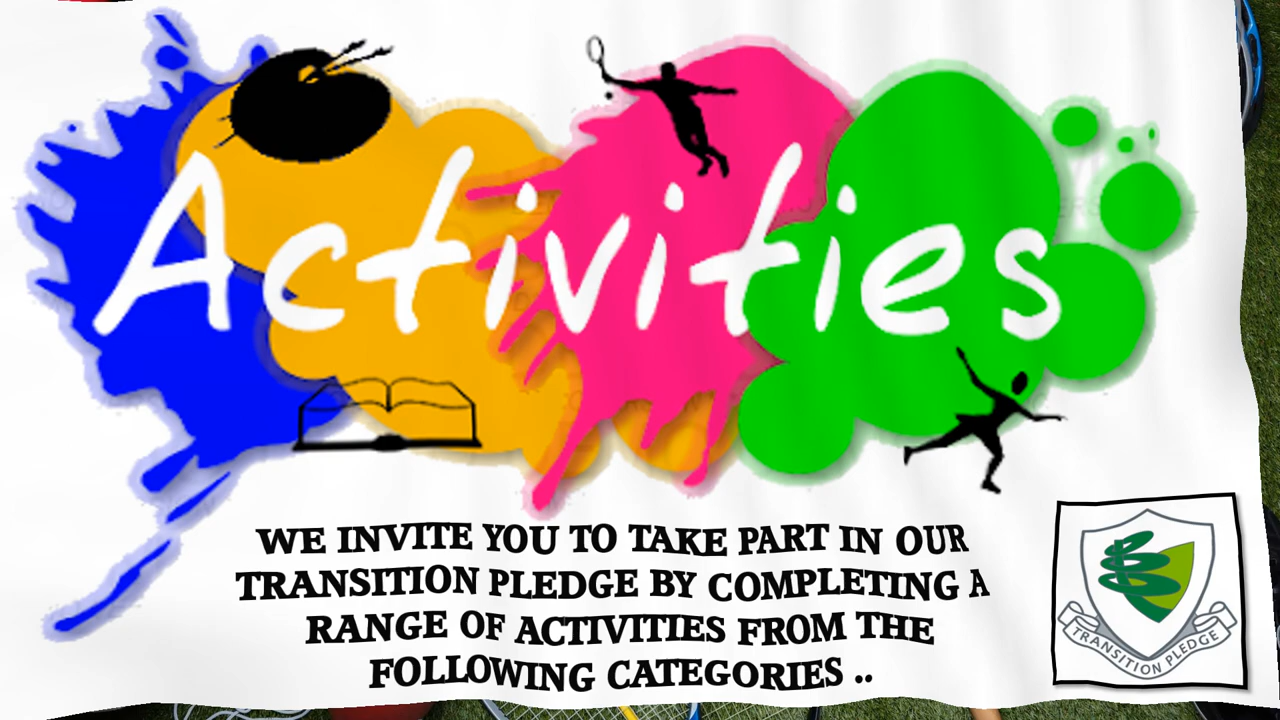 Activities
WE INVITE YOU TO TAKE PART IN OUR
TRANSITION PLEDGE BY COMPLETING A
RANGE OF ACTIVITIES FROM THE
FOLLOWING CATEGORIES ..
TRANSITION PLEDGE